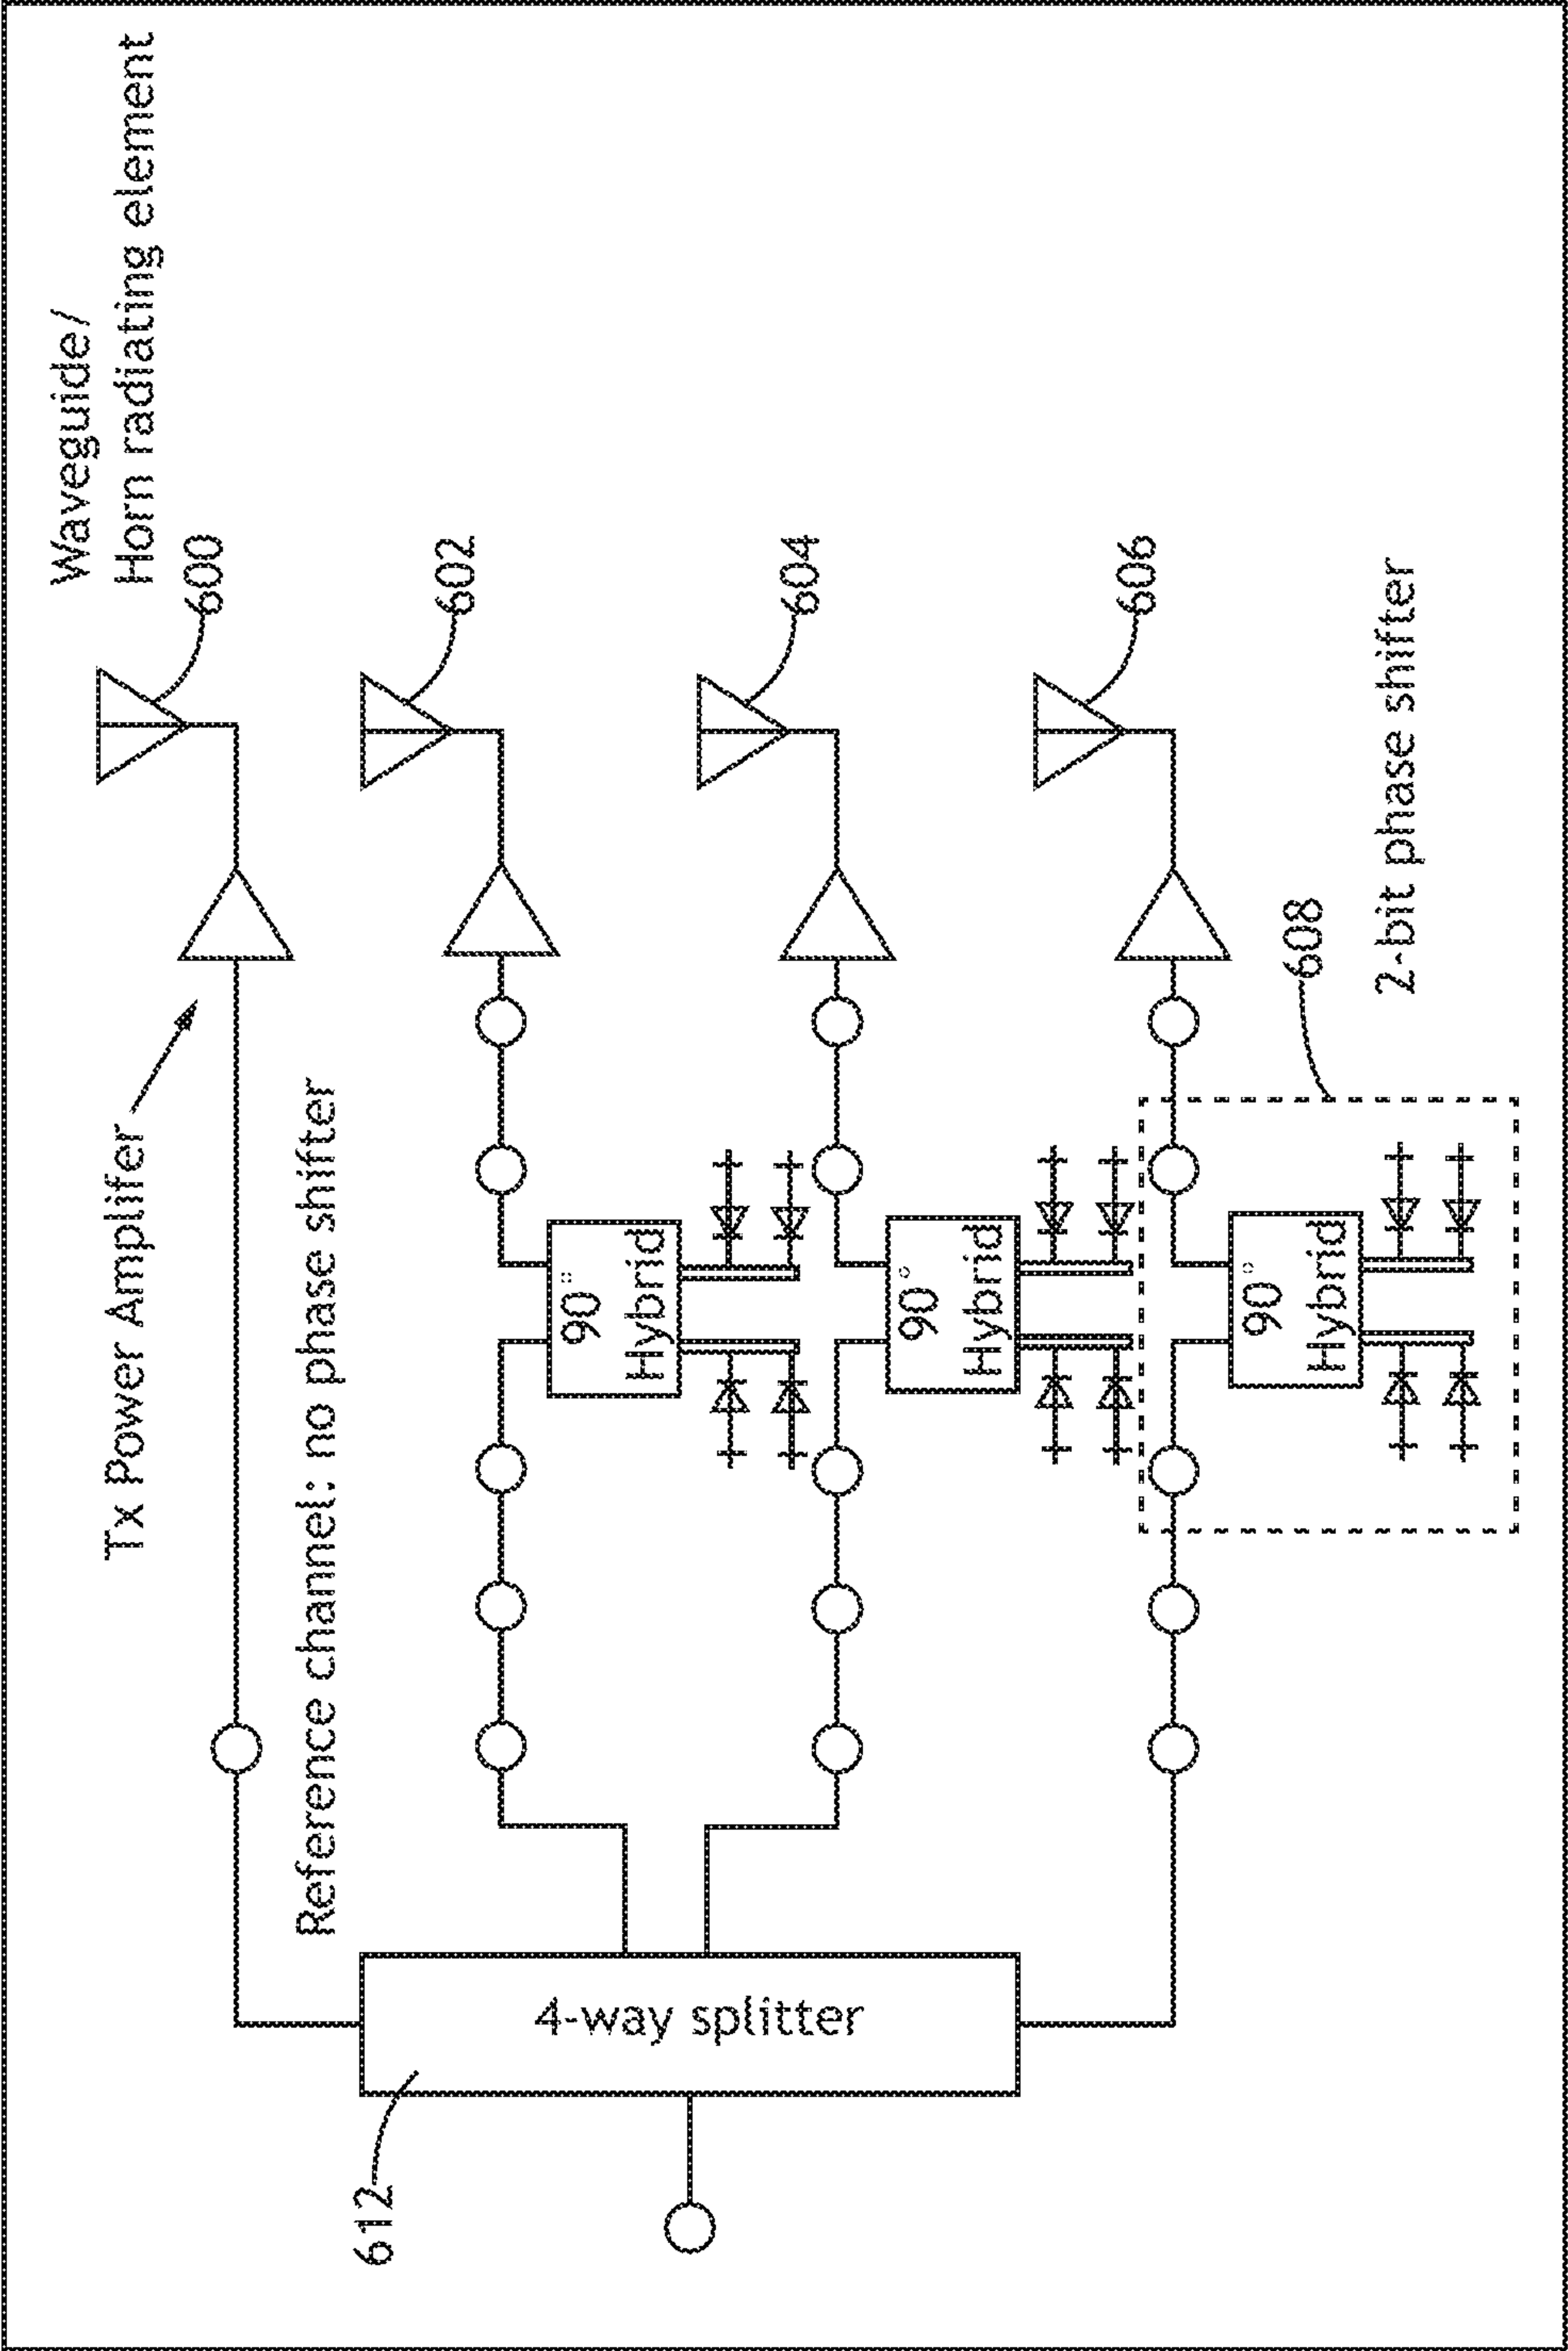 Waveguide/
Horn radiating element
600
Tx Power Amplifer
Reference channel: no phase shifter
602
90°
Hybrid
604
90°
Hybrid
606
90°
Hybrid
608
2-bit phase shifter
4-way splitter
612